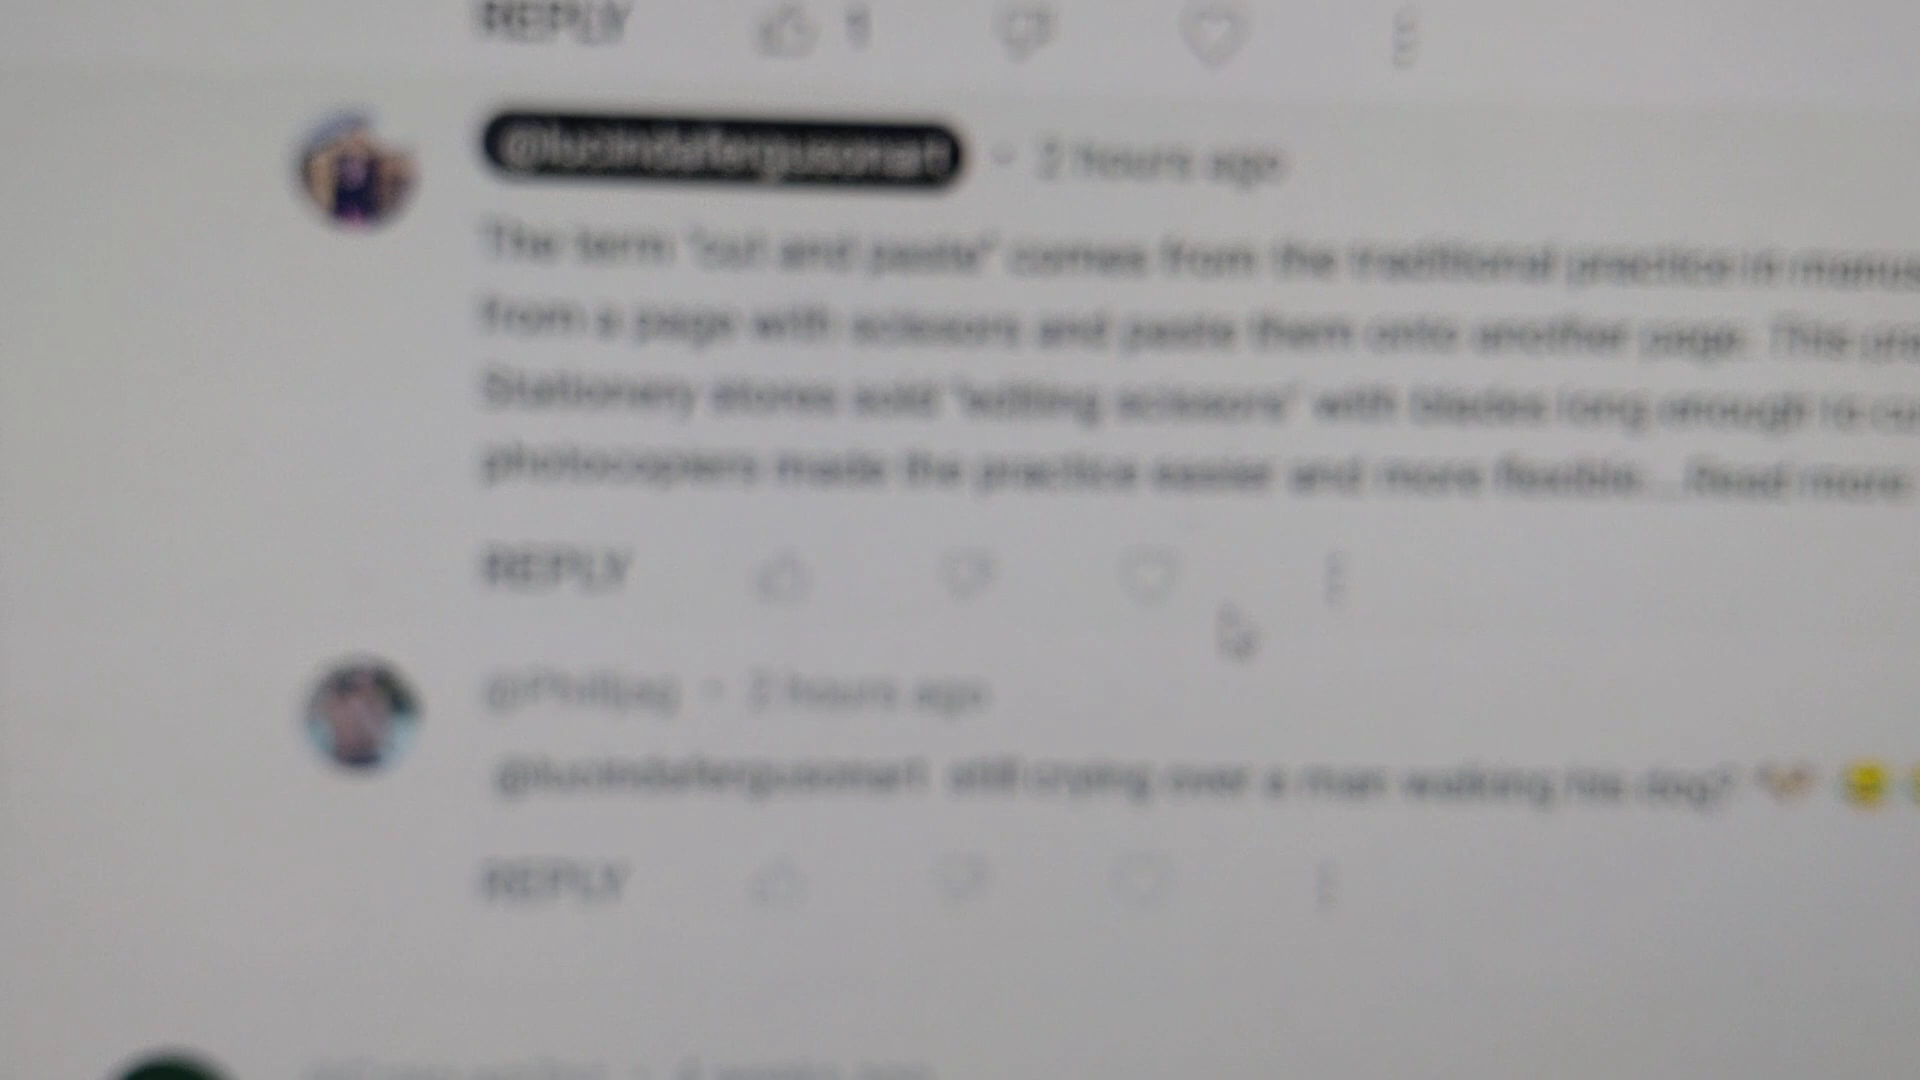 REPLY 1
@lucindafergusonart • 2 hours ago
The term "cut and paste" comes from the traditional practice in manus
from a page with scissors and paste them onto another page. This
Stationery stores sold "editing scissors" with blades long enough to cu
photocopiers made the practice easier and more flexible. ...Read more
REPLY
• 2 hours ago
@lucindafergusonart still crying over a man walking his dog?
REPLY